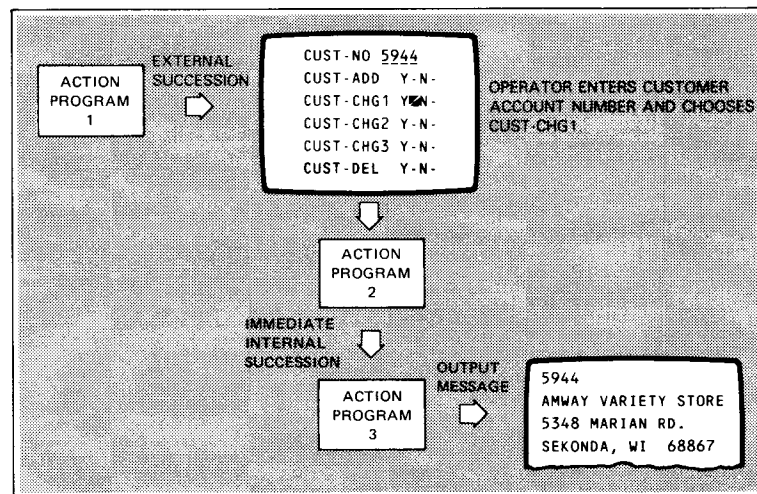 ACTION
PROGRAM
1
EXTERNAL
SUCCESSION
CUST-NO 5944
CUST-ADD Y-N-
CUST-CHG1 Y N-
CUST-CHG2 Y-N-
CUST-CHG3 Y-N-
CUST-DEL Y-N-
OPERATOR ENTERS CUSTOMER
ACCOUNT NUMBER AND CHOOSES
CUST-CHG1.
ACTION
PROGRAM
2
IMMEDIATE
INTERNAL
SUCCESSION
ACTION
PROGRAM
3
OUTPUT
MESSAGE
5944
AMWAY VARIETY STORE
5348 MARIAN RD.
SEKONDA, WI 68867